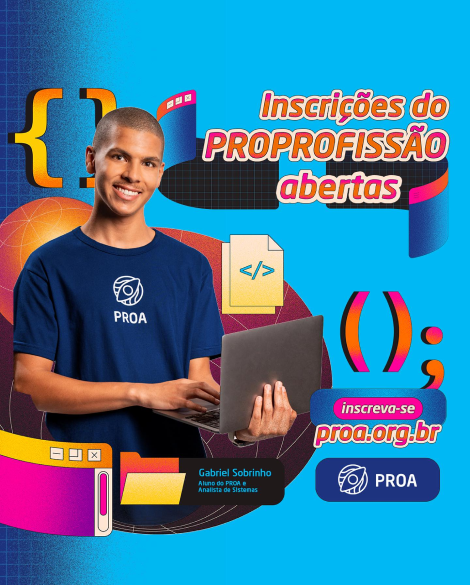 { }
Inscrições do
PROPROFISSÃO
abertas
</>
PROA
();
inscreva-se
proa.org.br
Gabriel Sobrinho
Aluno do PROA e
Analista de Sistemas
PROA